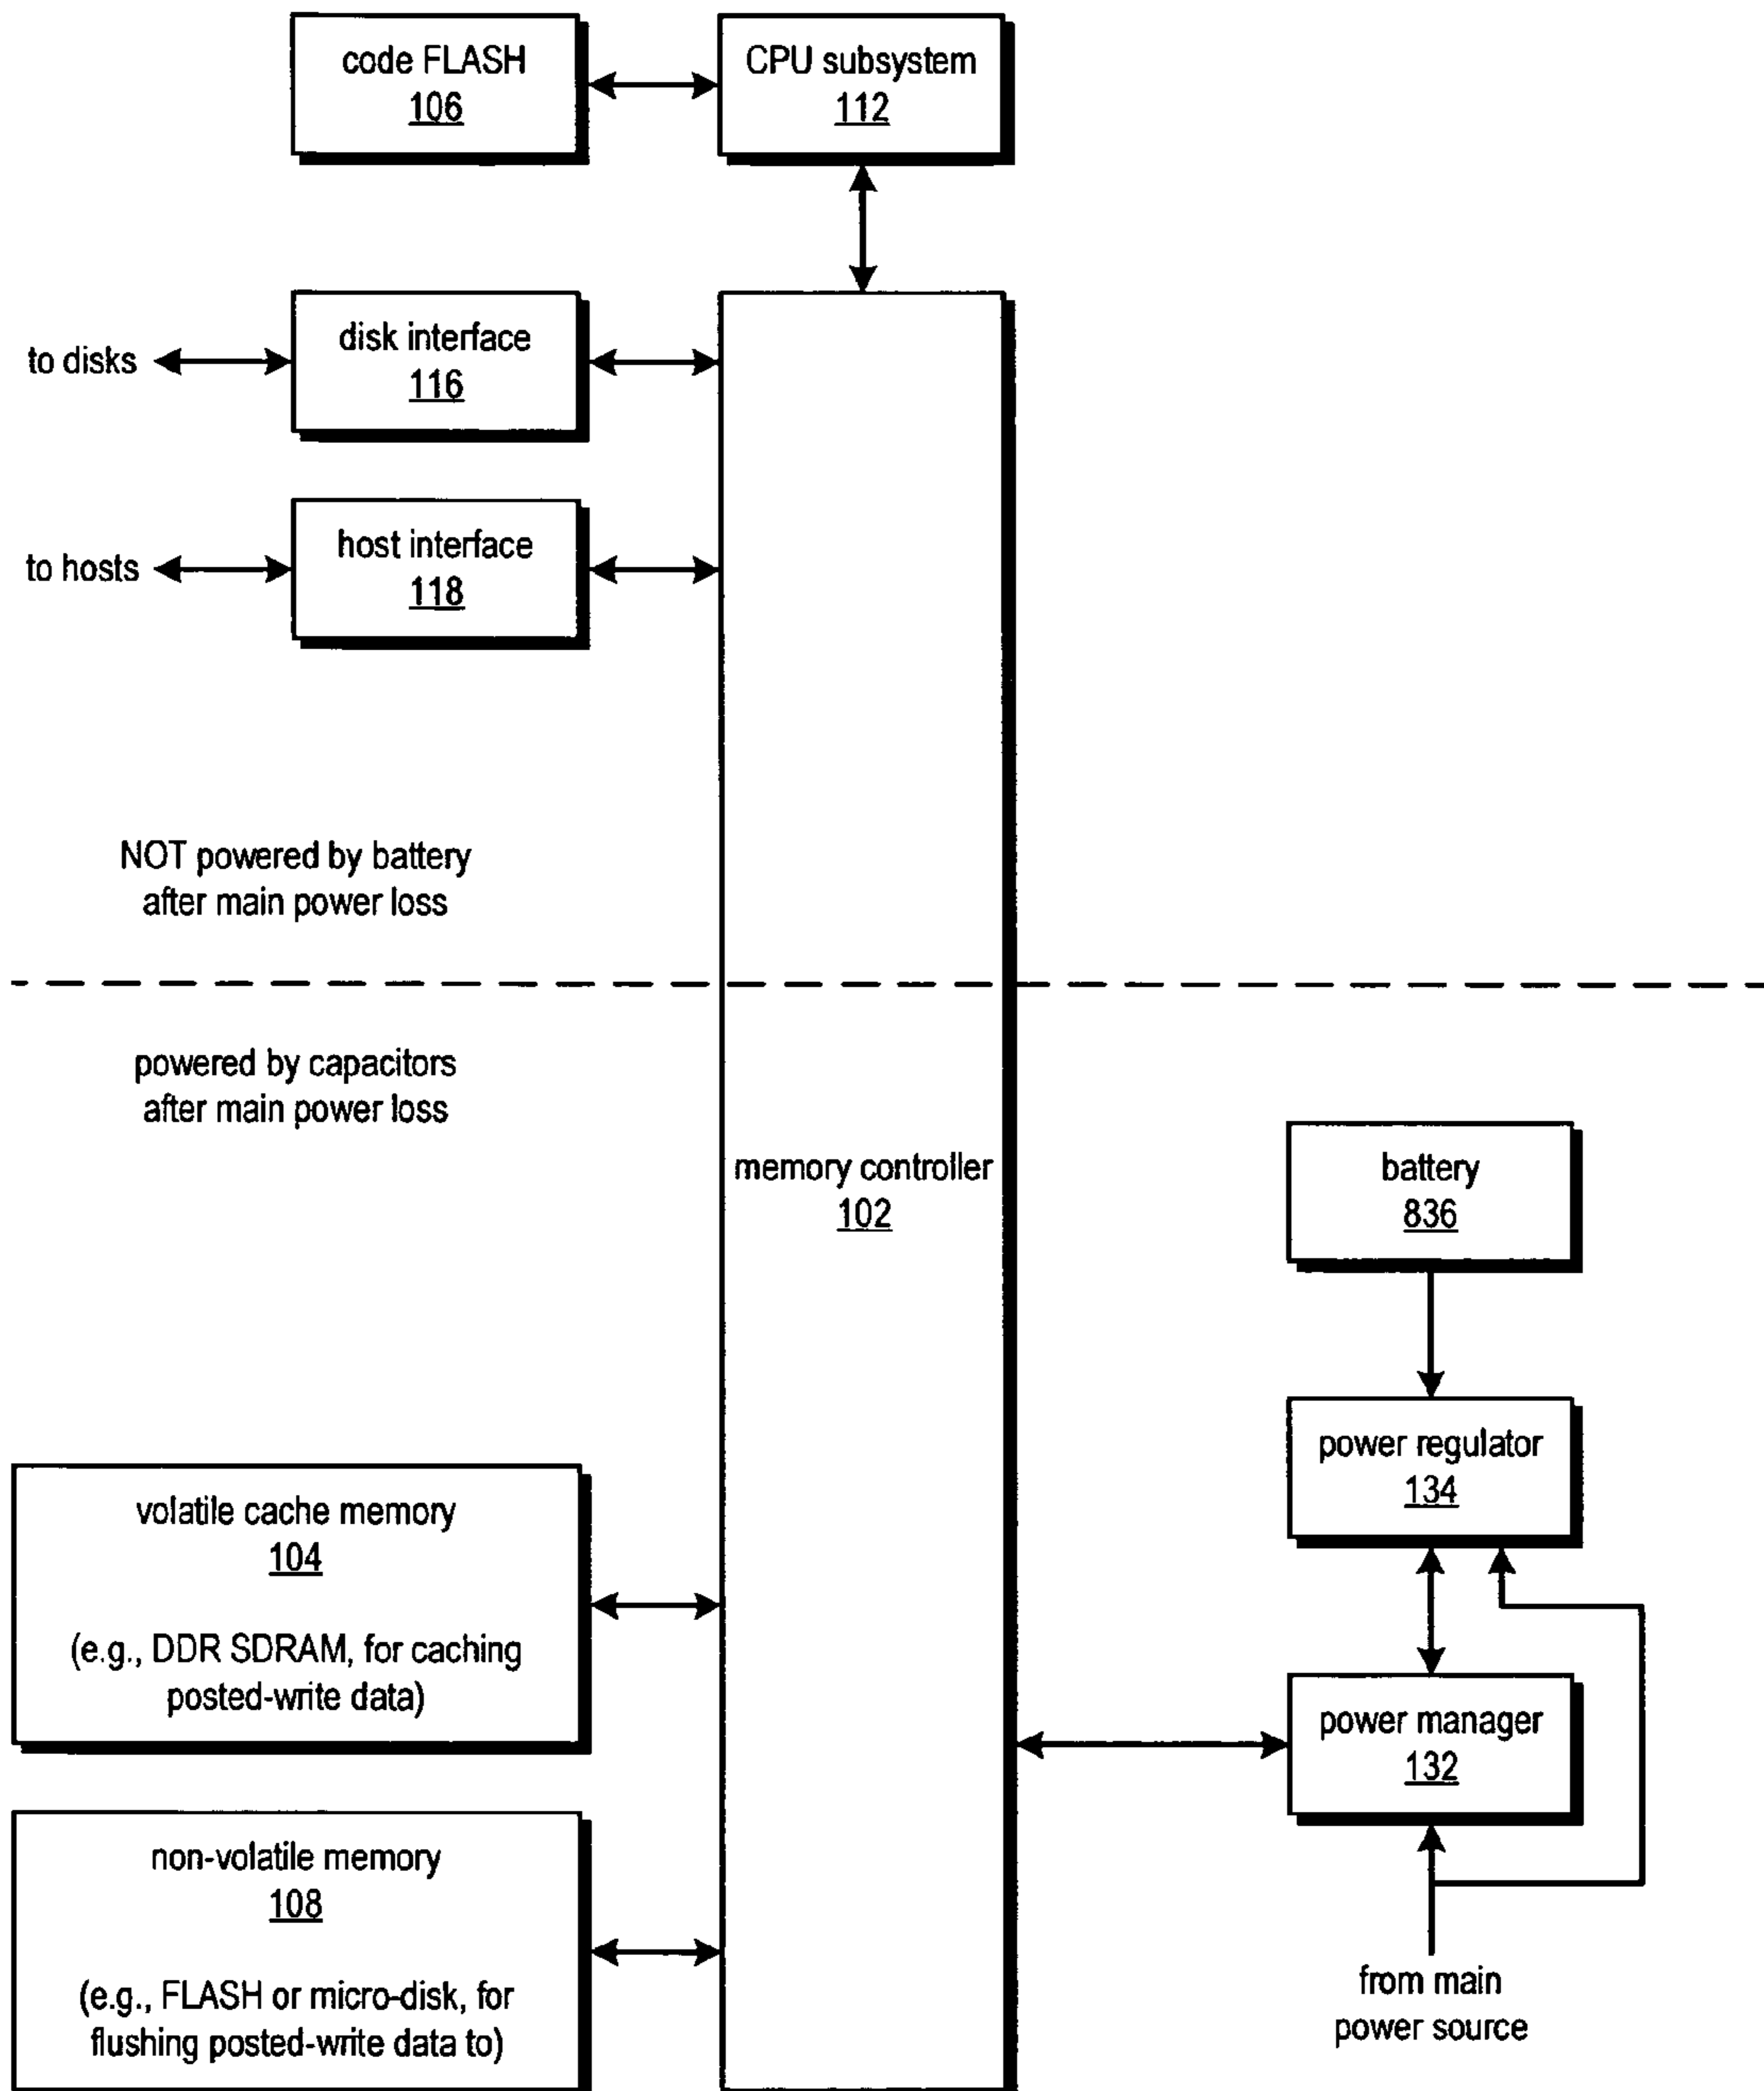 code FLASH
106
CPU subsystem
112
to disks
disk interface
116
to hosts
host interface
118
NOT powered by battery
after main power loss
powered by capacitors
after main power loss
memory controller
102
battery
836
power regulator
134
volatile cache memory
104
(e.g., DDR SDRAM, for caching
posted-write data)
power manager
132
non-volatile memory
108
(e.g., FLASH or micro-disk, for
flushing posted-write data to)
from main
power source